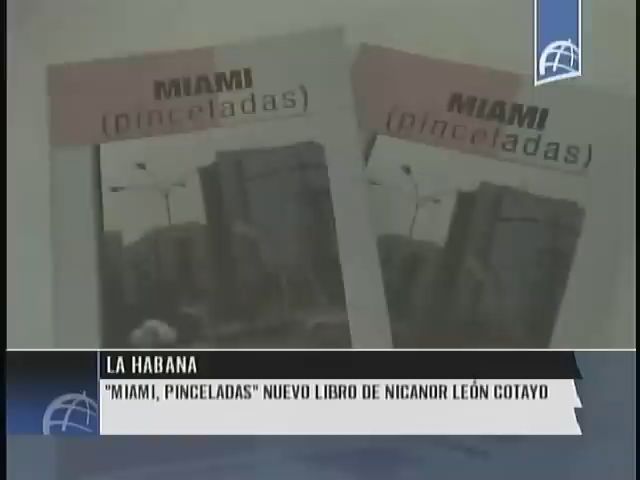 MIAMI
(pinceladas)
MIAMI
(pinceladas)
LA HABANA
"MIAMI, PINCELADAS" NUEVO LIBRO DE NICANOR LEÓN COTAYO